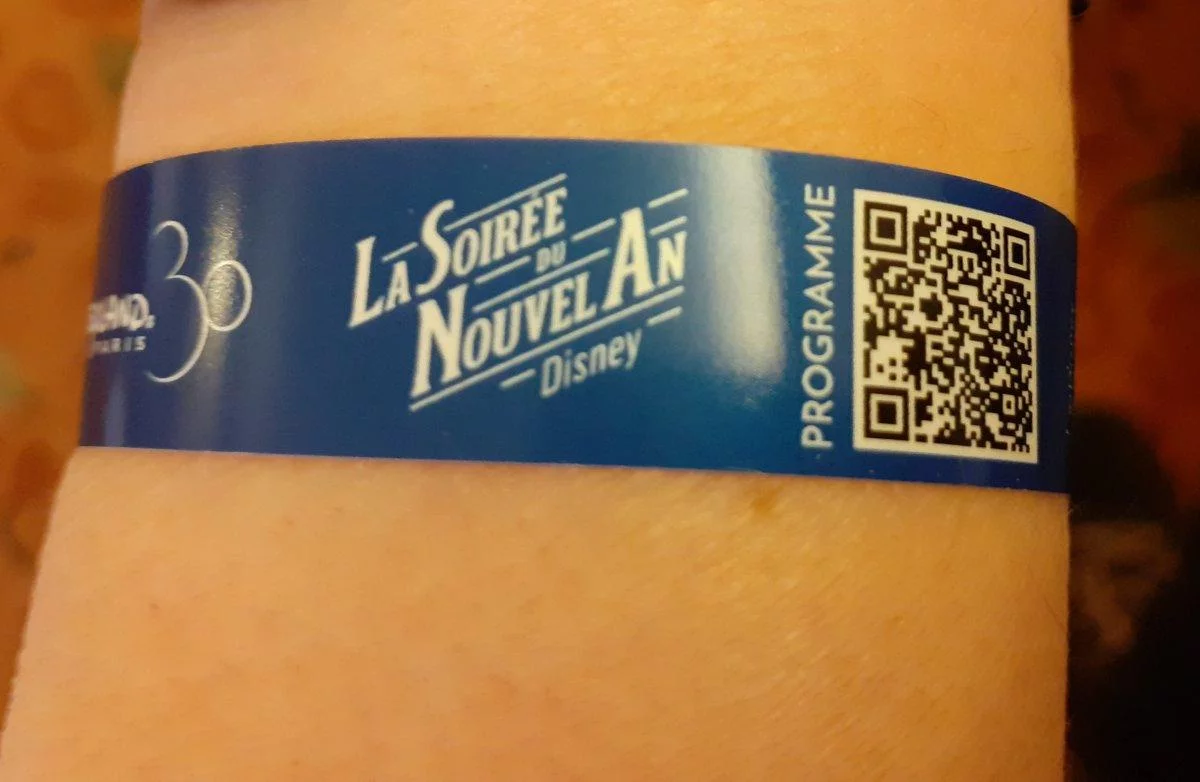 PARIS
30
LA SOIRÉE
DU
NOUVEL AN
Disney
PROGRAMME